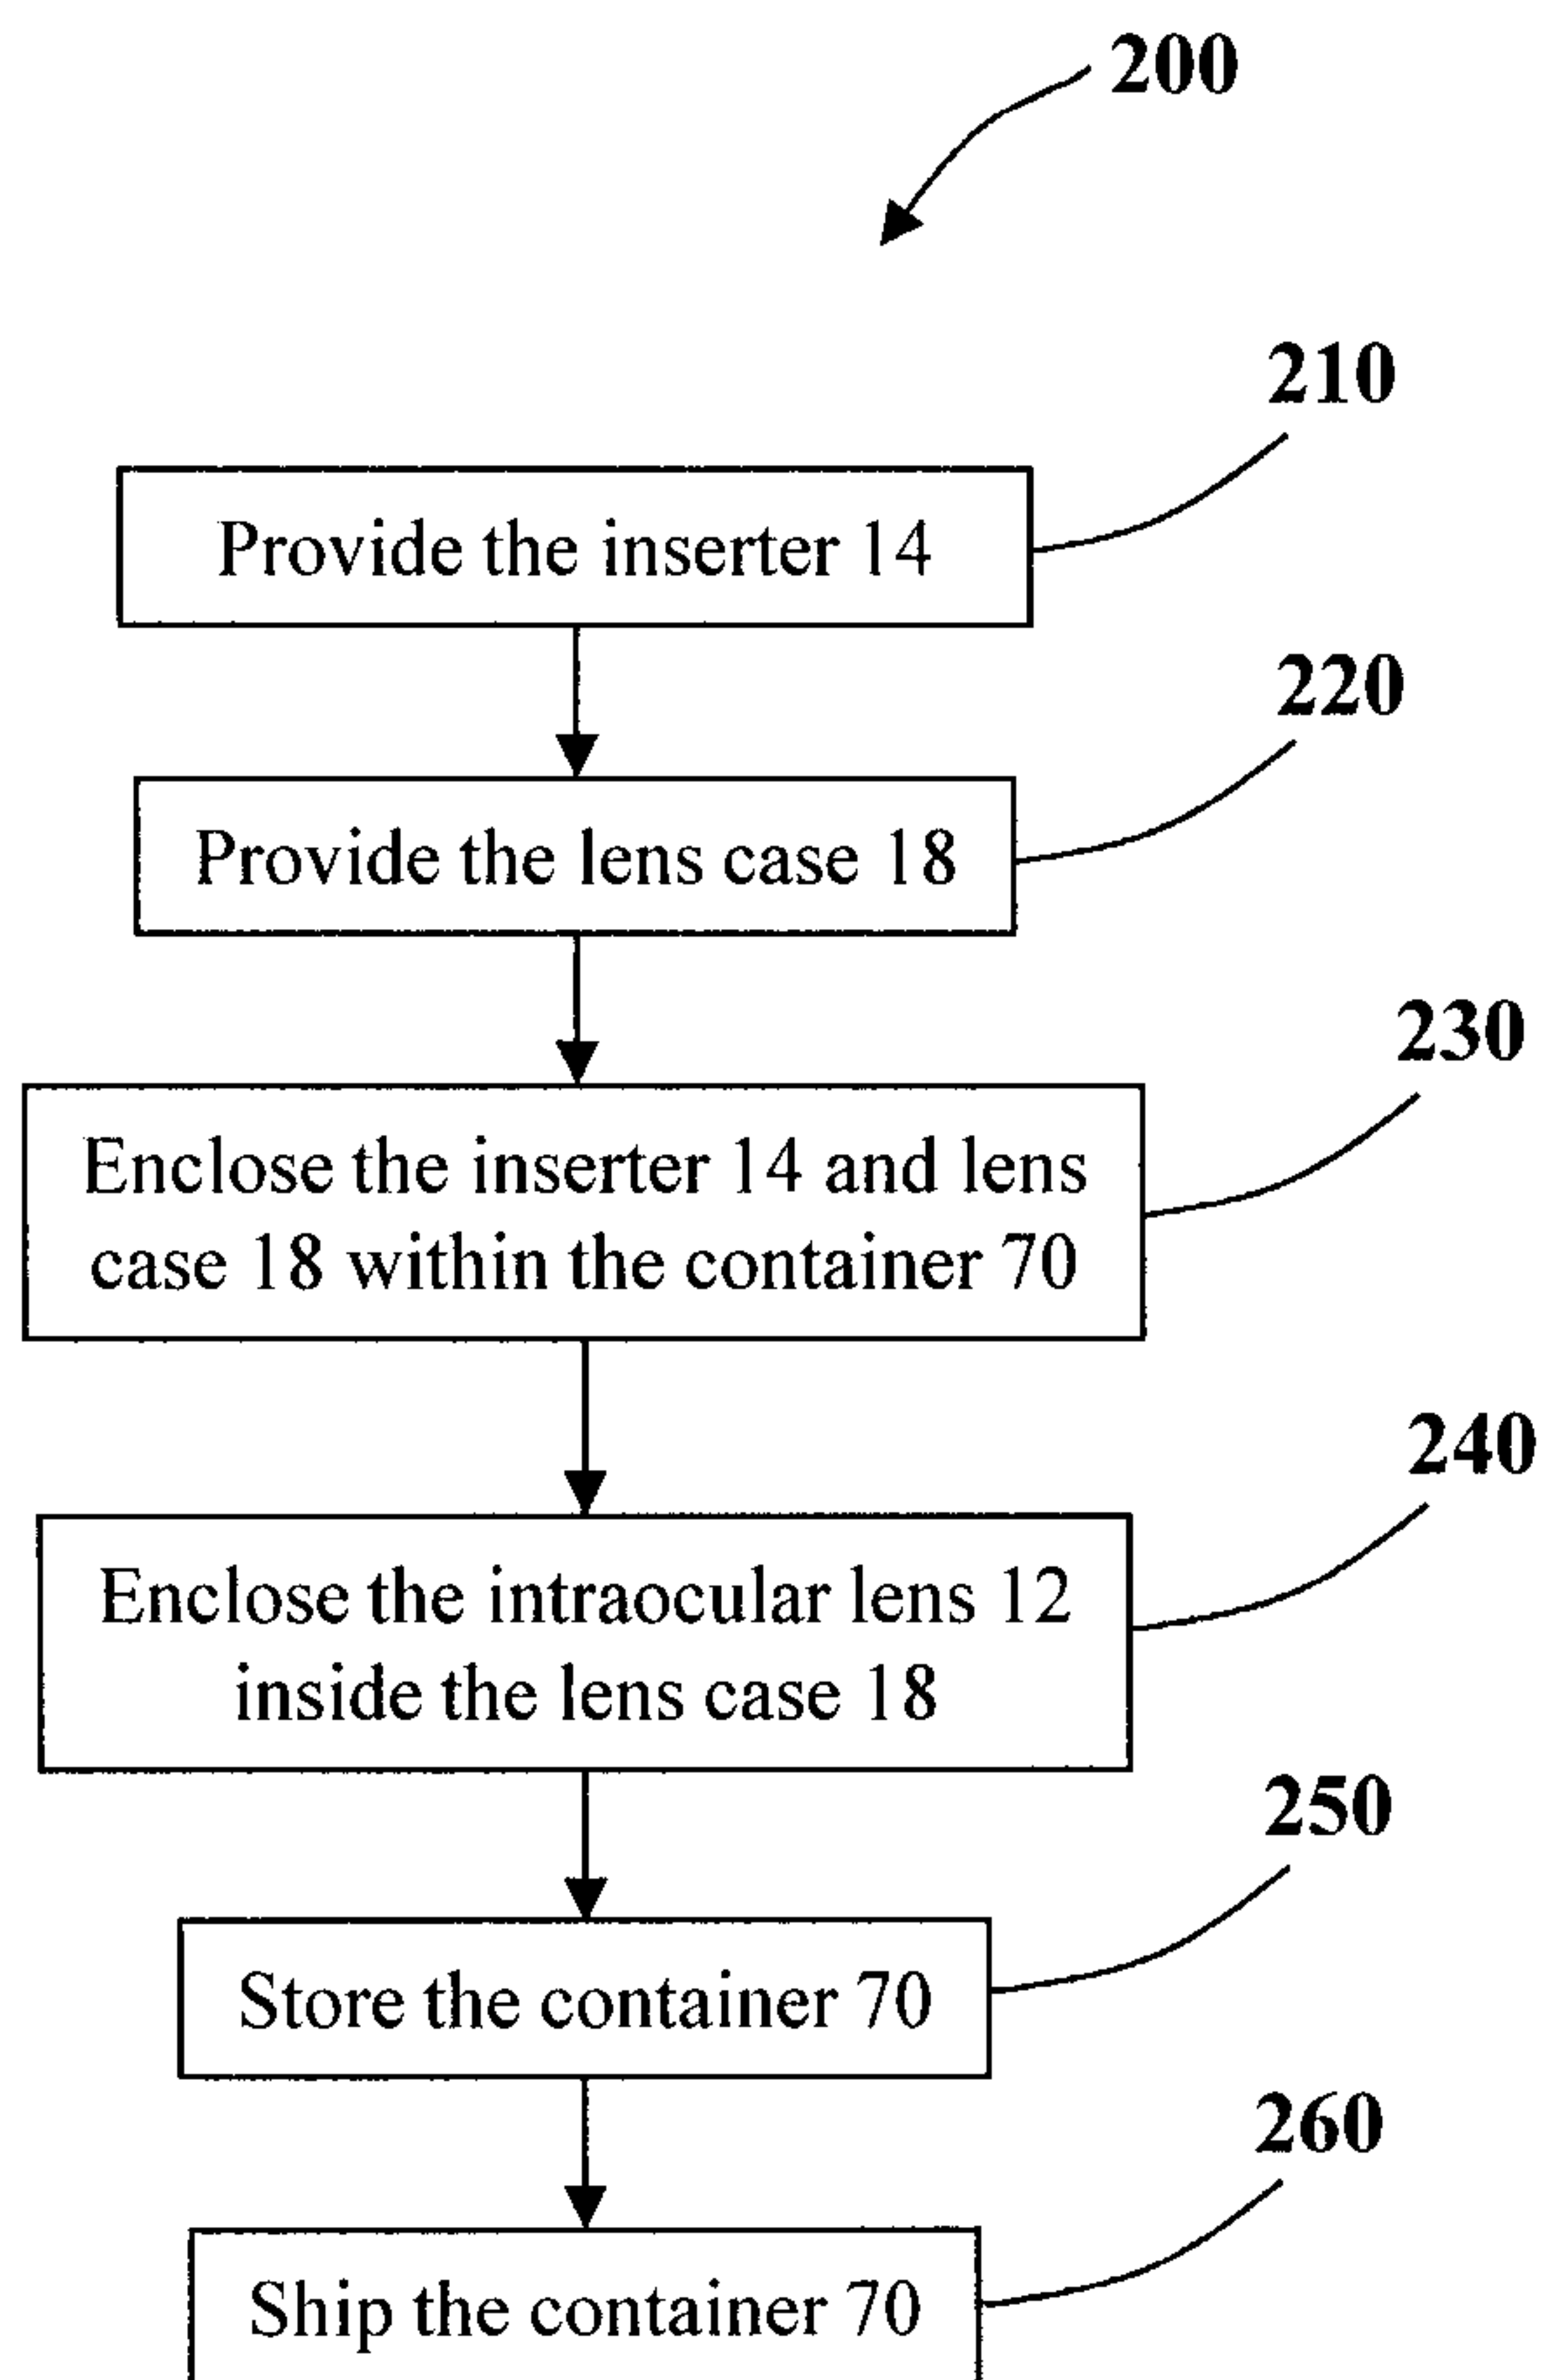 200
210
Provide the inserter 14
220
Provide the lens case 18
230
Enclose the inserter 14 and lens
case 18 within the container 70
240
Enclose the intraocular lens 12
inside the lens case 18
250
Store the container 70
260
Ship the container 70